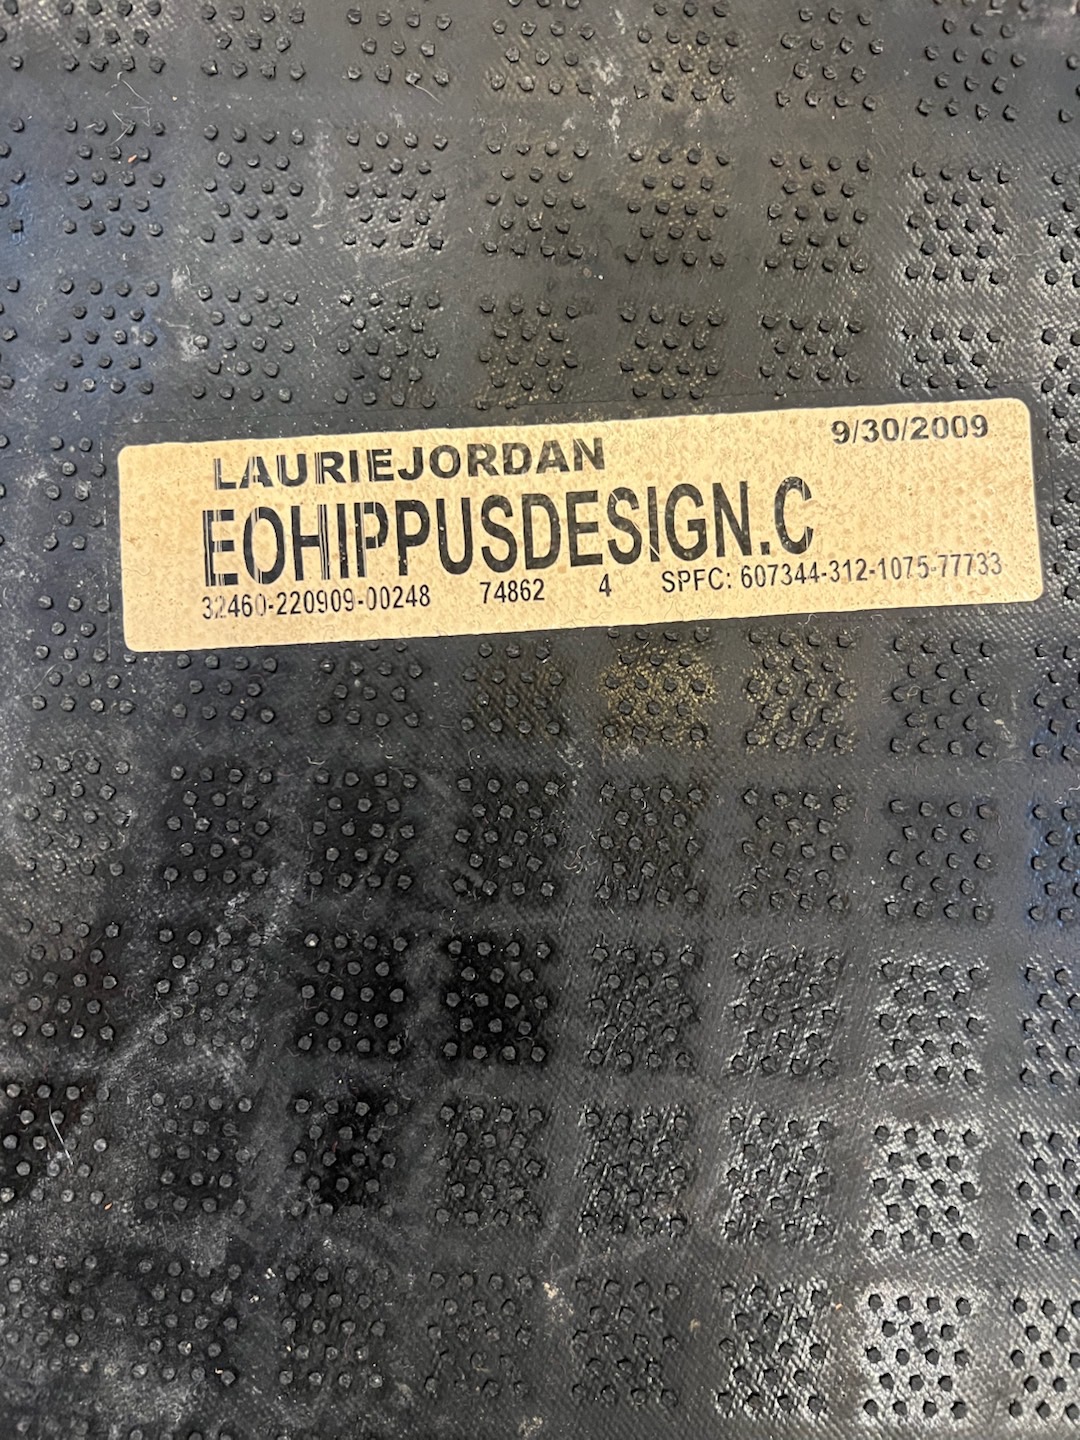 9/30/2009
LAURIEJORDAN
EOHIPPUSDESIGN.C
32460-220909-00248 74862 4 SPFC: 607344-312-1075-77733